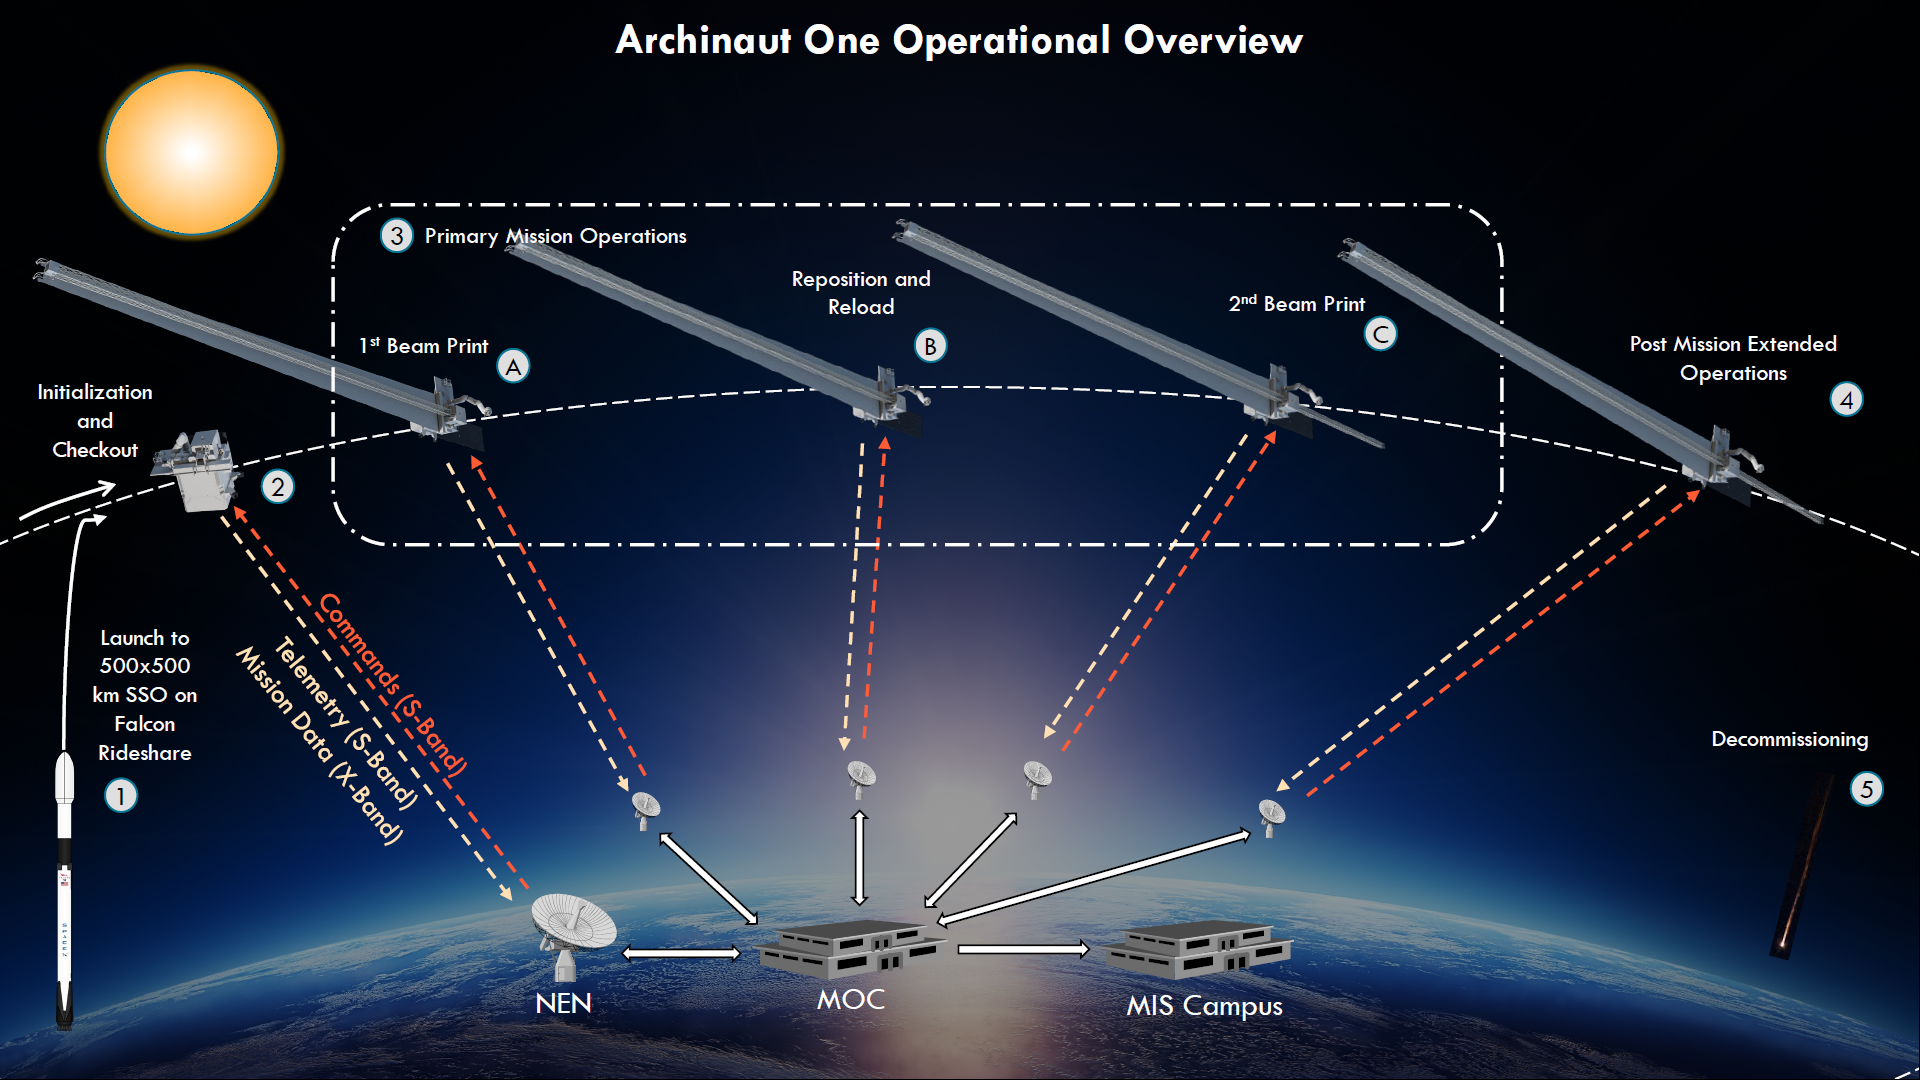 Archinaut One Operational Overview
3 Primary Mission Operations
Reposition and
Reload
B
2nd Beam Print
C
1st Beam Print
A
Post Mission Extended
Operations
4
Initialization
and
Checkout
2
Launch to
500x500
km SSO on
Falcon
Rideshare
1
Commands (S-Band)
Telemetry (S-Band)
Mission Data (X-Band)
Decommissioning
5
NEN
MOC
MIS Campus